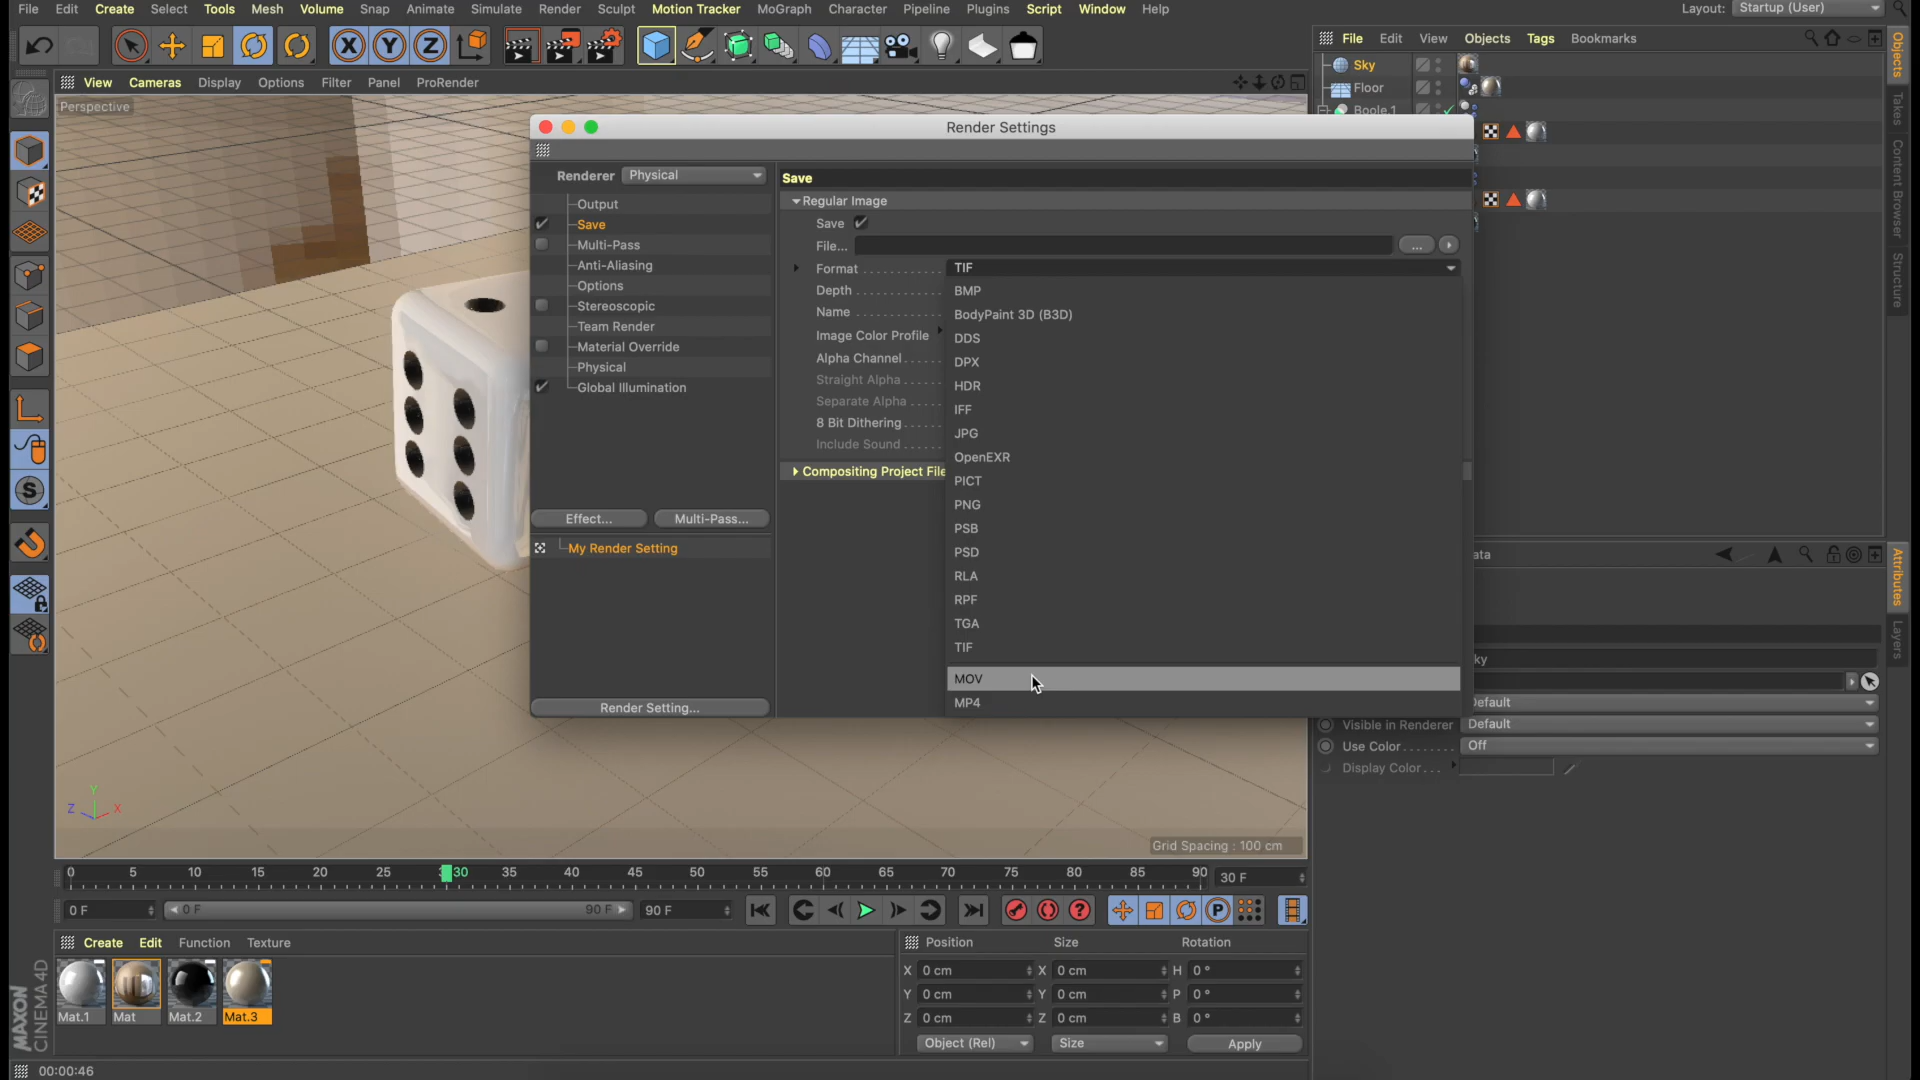 File Edit Create Select Tools Mesh Volume Snap Animate Simulate Render Sculpt Motion Tracker MoGraph Character Pipeline Plugins Script Window Help Layout: Startup (User)
X Y Z
File Edit View Objects Tags Bookmarks
View Cameras Display Options Filter Panel ProRender
Perspective
Sky
Floor
Boole.1
Objects
Takes
Content Browser
Structure
Render Settings
Renderer Physical
Output
Save
Multi-Pass
Anti-Aliasing
Options
Stereoscopic
Team Render
Material Override
Physical
Global Illumination
Effect... Multi-Pass...
My Render Setting
Render Setting...
Save
Regular Image
Save
File... ...
Format TIF
Depth
Name
Image Color Profile
Alpha Channel
Straight Alpha
Separate Alpha
8 Bit Dithering
Include Sound
Compositing Project File
BMP
BodyPaint 3D (B3D)
DDS
DPX
HDR
IFF
JPG
OpenEXR
PICT
PNG
PSB
PSD
RLA
RPF
TGA
TIF
MOV
MP4
ata
ky
Default
Visible in Renderer Default
Use Color Off
Display Color
Attributes
Layers
Y
Z X
Grid Spacing : 100 cm
0 5 10 15 20 25 30 35 40 45 50 55 60 65 70 75 80 85 90 30 F
0 F 0 F 90 F 90 F
Create Edit Function Texture
Mat.1 Mat Mat.2 Mat.3
Position Size Rotation
X 0 cm X 0 cm H 0 °
Y 0 cm Y 0 cm P 0 °
Z 0 cm Z 0 cm B 0 °
Object (Rel) Size Apply
MAXON
CINEMA 4D
00:00:46